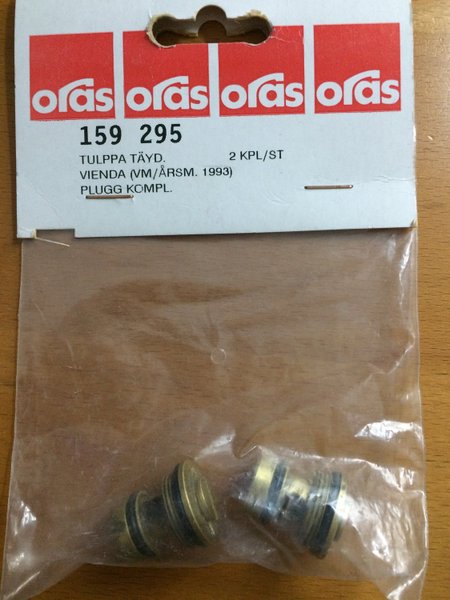 oras oras oras oras
159 295
TULPPA TÄYD. 2 KPL/ST
VIENDA (VM/ÅRSM. 1993)
PLUGG KOMPL.